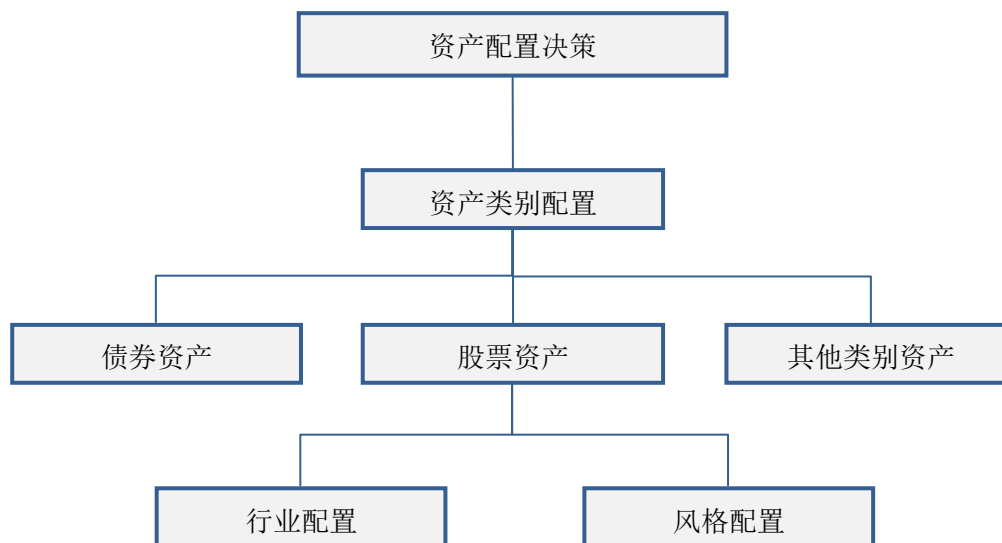 资产配置决策
资产类别配置
债券资产
股票资产
其他类别资产
行业配置
风格配置